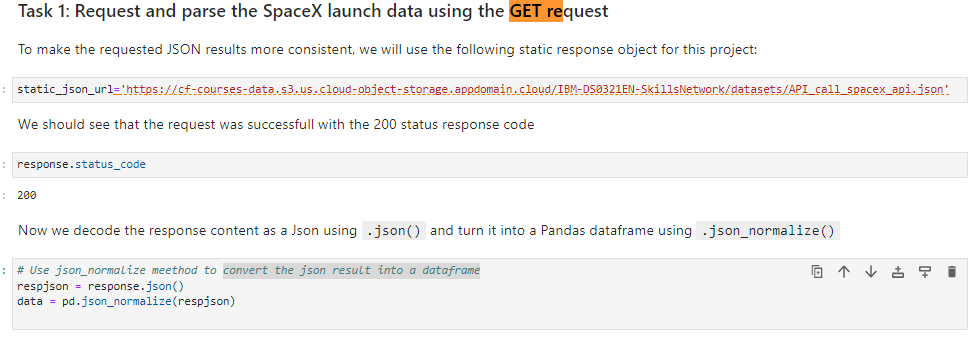 Task 1: Request and parse the SpaceX launch data using the GET request
To make the requested JSON results more consistent, we will use the following static response object for this project:
: static_json_url='https://cf-courses-data.s3.us.cloud-object-storage.appdomain.cloud/IBM-DS0321EN-SkillsNetwork/datasets/API_call_spacex_api.json'
We should see that the request was successfull with the 200 status response code
: response.status_code
: 200
Now we decode the response content as a Json using .json() and turn it into a Pandas dataframe using .json_normalize()
: # Use json_normalize meethod to convert the json result into a dataframe
respjson = response.json()
data = pd.json_normalize(respjson)